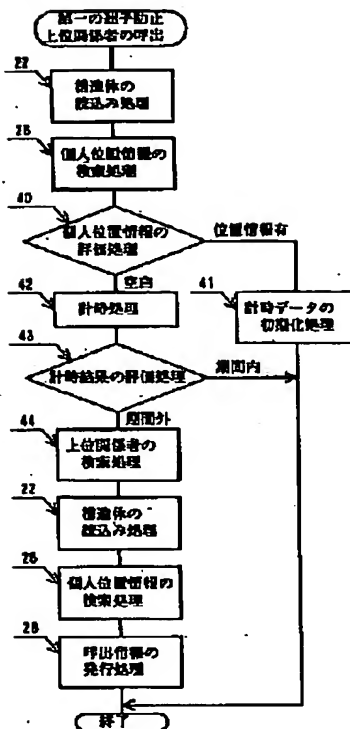 第一の迷子防止
上位関係者の呼出
22
構造体の
読込み処理
26
個人位置情報の
検索処理
40
個人位置情報の
評価処理
位置情報有
空白
42
計時処理
41
計時データの
初期化処理
43
計時結果の評価処理
期間内
期間外
44
上位関係者の
検索処理
22
構造体の
読込み処理
26
個人位置情報の
検索処理
28
呼出情報の
発行処理
終了